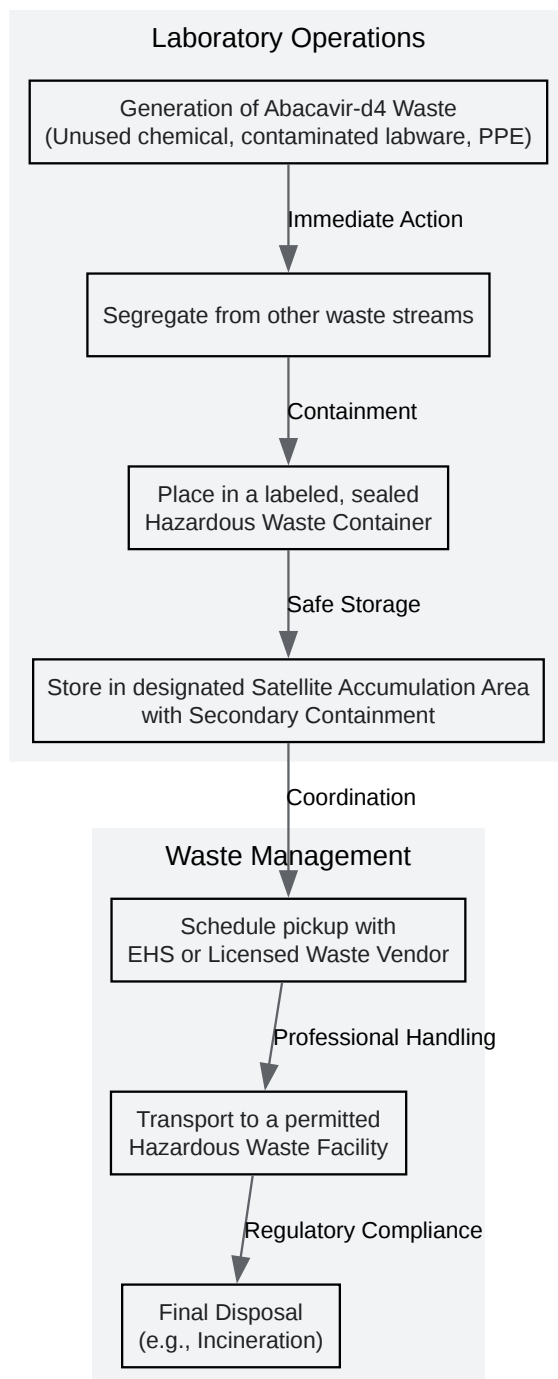 Laboratory Operations
Generation of Abacavir-d4 Waste
(Unused chemical, contaminated labware, PPE)
Immediate Action
Segregate from other waste streams
Containment
Place in a labeled, sealed
Hazardous Waste Container
Safe Storage
Store in designated Satellite Accumulation Area
with Secondary Containment
Coordination
Waste Management
Schedule pickup with
EHS or Licensed Waste Vendor
Professional Handling
Transport to a permitted
Hazardous Waste Facility
Regulatory Compliance
Final Disposal
(e.g., Incineration)